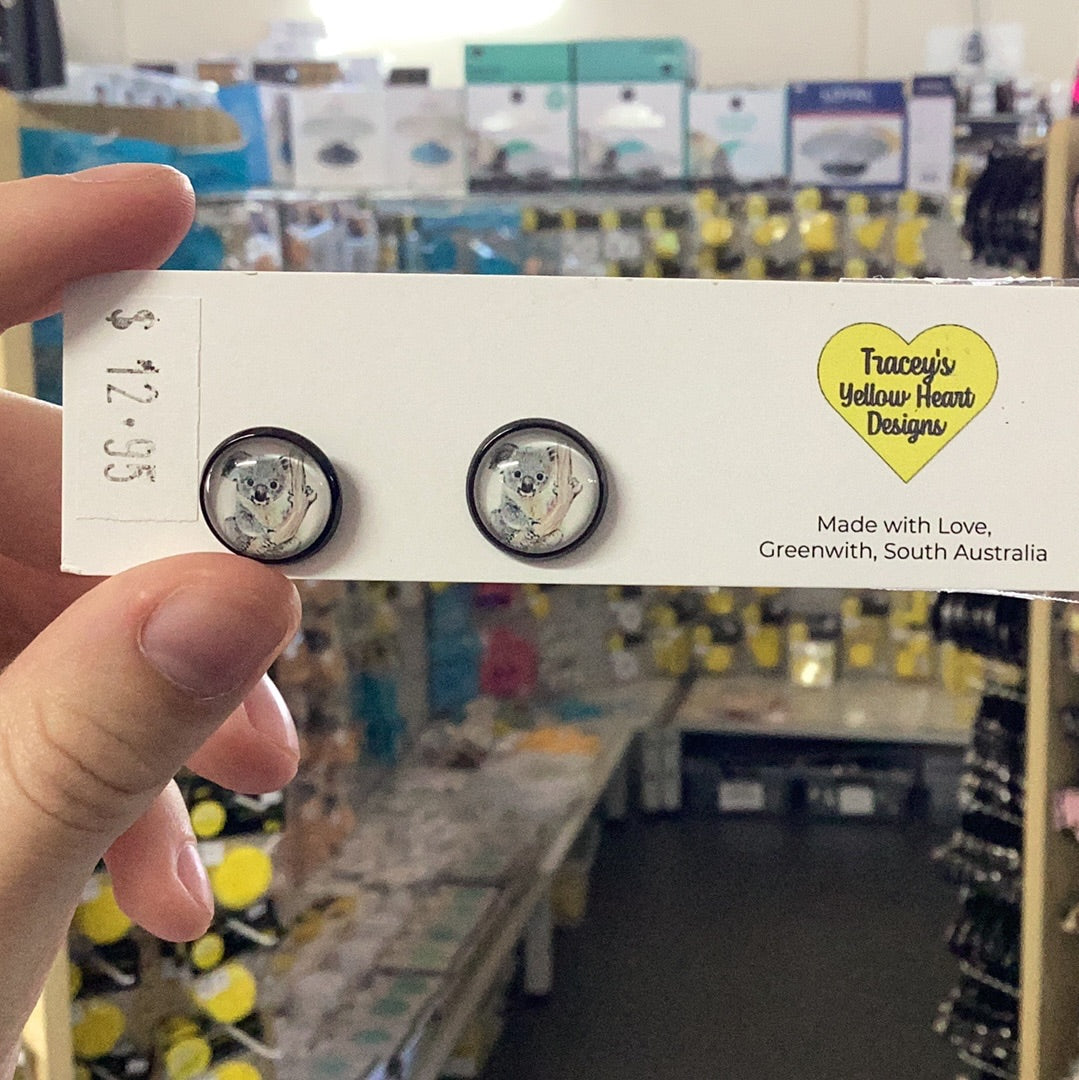 $ 12.95
Tracey's
Yellow Heart
Designs
Made with Love,
Greenwith, South Australia